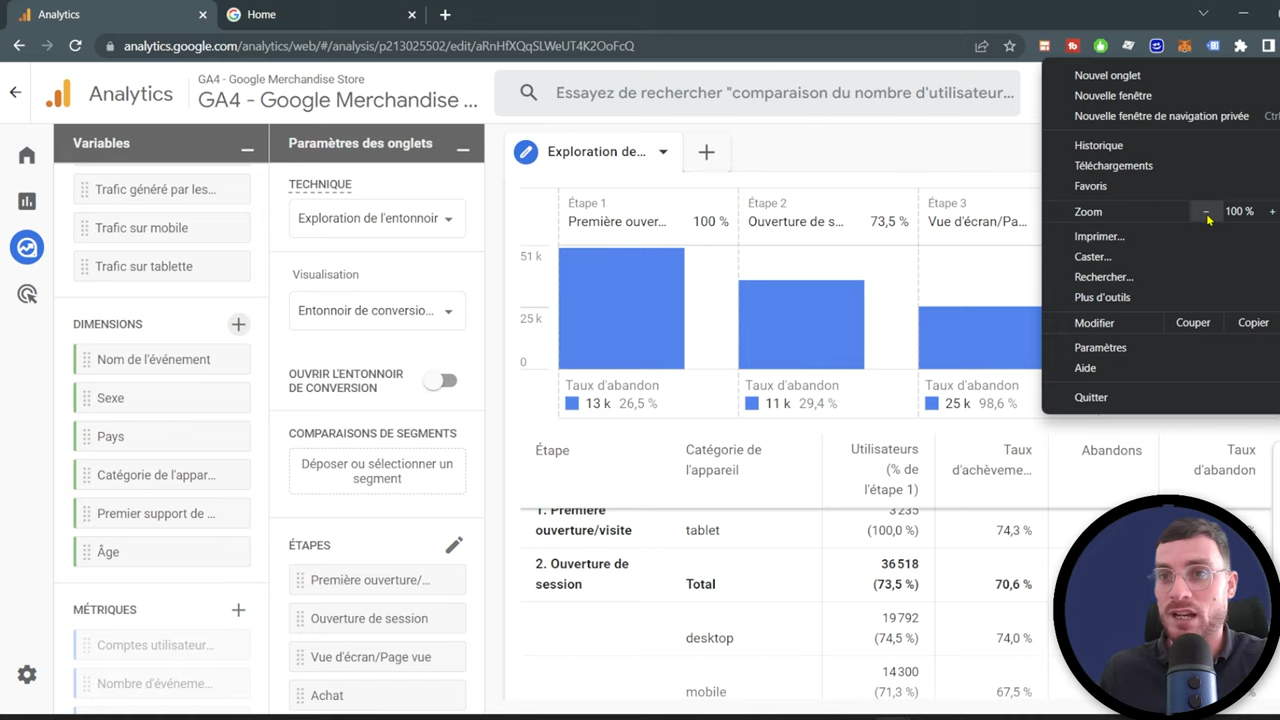 Analytics
Home
analytics.google.com/analytics/web/#/analysis/p213025502/edit/aRnHfXQqSLWeUT4K2OoFcQ
Analytics
GA4 - Google Merchandise Store
GA4 - Google Merchandise ...
Essayez de rechercher "comparaison du nombre d'utilisateur...
Variables
Trafic généré par les...
Trafic sur mobile
Trafic sur tablette
DIMENSIONS
Nom de l'événement
Sexe
Pays
Catégorie de l'appar...
Premier support de ...
Âge
MÉTRIQUES
Comptes utilisateur...
Nombre d'événeme...
Paramètres des onglets
TECHNIQUE
Exploration de l'entonnoir
Visualisation
Entonnoir de conversio...
OUVRIR L'ENTONNOIR
DE CONVERSION
COMPARAISONS DE SEGMENTS
Déposer ou sélectionner un
segment
ÉTAPES
Première ouverture/...
Ouverture de session
Vue d'écran/Page vue
Achat
Exploration de...
Étape 1
Première ouver... 100 %
Étape 2
Ouverture de s... 73,5 %
Étape 3
Vue d'écran/Pa...
51 k
25 k
0
Taux d'abandon
13 k 26,5 %
Taux d'abandon
11 k 29,4 %
Taux d'abandon
25 k 98,6 %
Étape
Catégorie de
l'appareil
Utilisateurs
(% de
l'étape 1)
Taux
d'achèveme...
Abandons
Taux
d'abandon
1. Première
ouverture/visite
tablet
3 235
(100,0 %)
74,3 %
2. Ouverture de
session
Total
36 518
(73,5 %)
70,6 %
desktop
19 792
(74,5 %)
74,0 %
mobile
14 300
(71,3 %)
67,5 %
Nouvel onglet
Nouvelle fenêtre
Nouvelle fenêtre de navigation privée
Historique
Téléchargements
Favoris
Zoom - 100 % +
Imprimer...
Caster...
Rechercher...
Plus d'outils
Modifier Couper Copier
Paramètres
Aide
Quitter